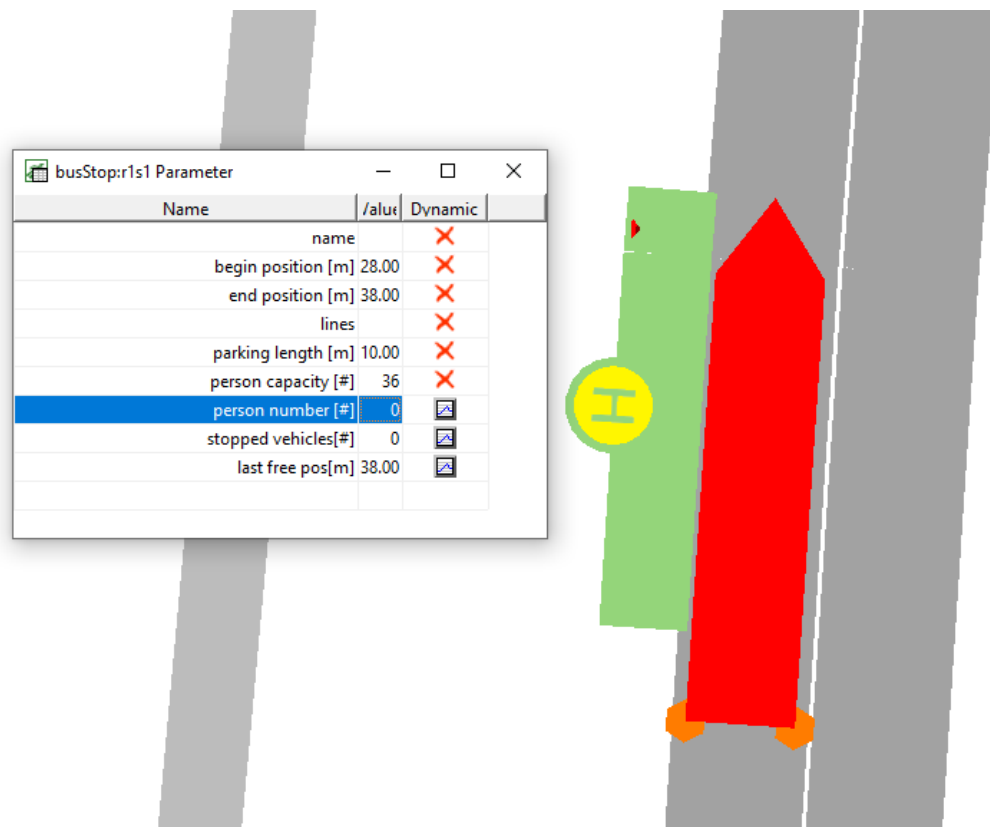 busStop:r1s1 Parameter
Name /alue Dynamic
name
begin position [m] 28.00
end position [m] 38.00
lines
parking length [m] 10.00
person capacity [#] 36
person number [#] 0
stopped vehicles[#] 0
last free pos[m] 38.00
H